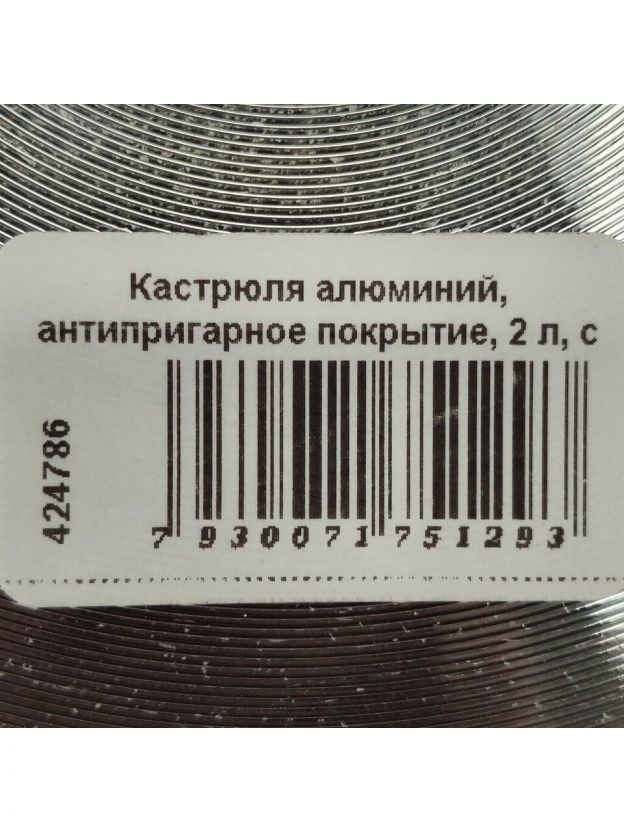 Кастрюля алюминий,
антипригарное покрытие, 2 л, с
424786
7 930071 751293